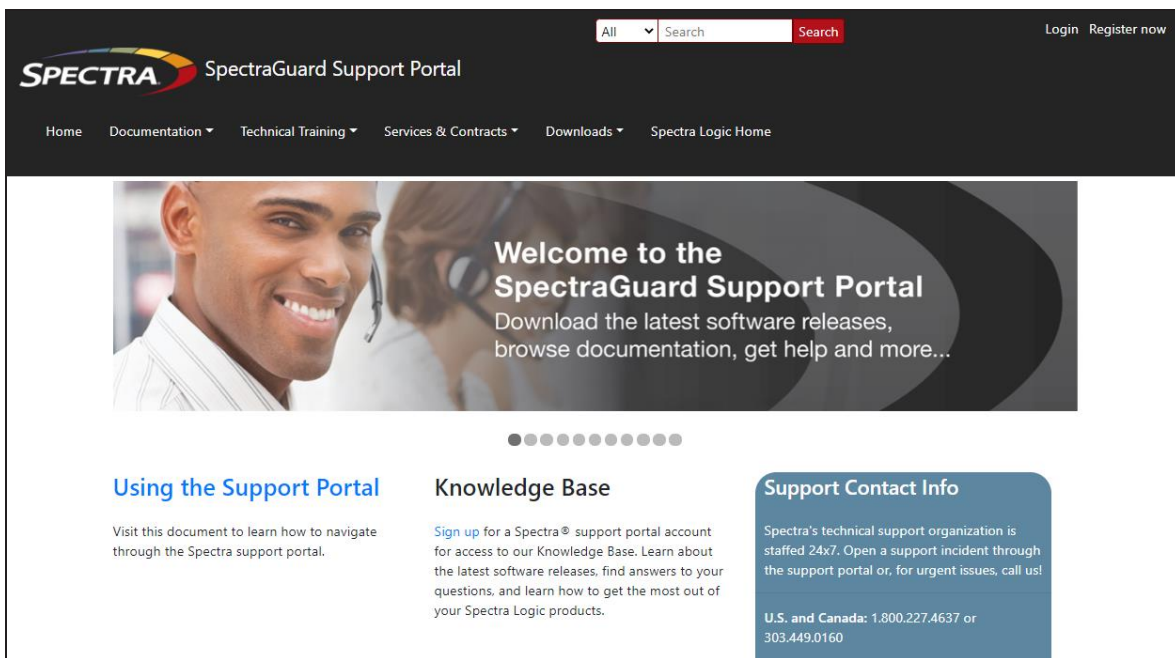 All Search Search Login Register now
SPECTRA SpectraGuard Support Portal
Home Documentation Technical Training Services & Contracts Downloads Spectra Logic Home
Welcome to the
SpectraGuard Support Portal
Download the latest software releases,
browse documentation, get help and more...
Using the Support Portal
Visit this document to learn how to navigate
through the Spectra support portal.
Knowledge Base
Sign up for a Spectra® support portal account
for access to our Knowledge Base. Learn about
the latest software releases, find answers to your
questions, and learn how to get the most out of
your Spectra Logic products.
Support Contact Info
Spectra's technical support organization is
staffed 24x7. Open a support incident through
the support portal or, for urgent issues, call us!
U.S. and Canada: 1.800.227.4637 or
303.449.0160